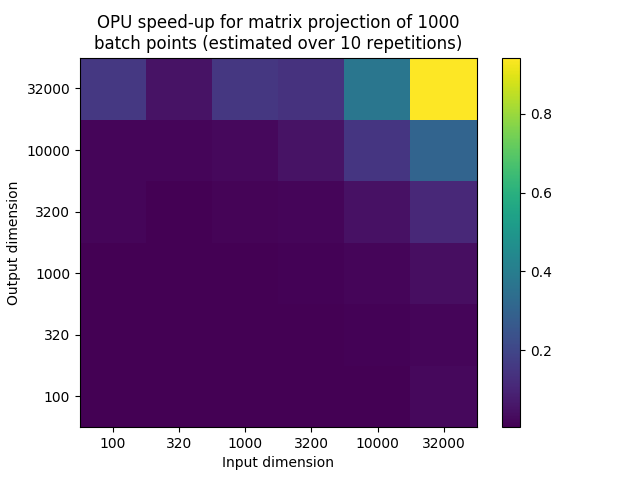 OPU speed-up for matrix projection of 1000
batch points (estimated over 10 repetitions)
Output dimension
32000
10000
3200
1000
320
100
100 320 1000 3200 10000 32000
Input dimension
0.8
0.6
0.4
0.2